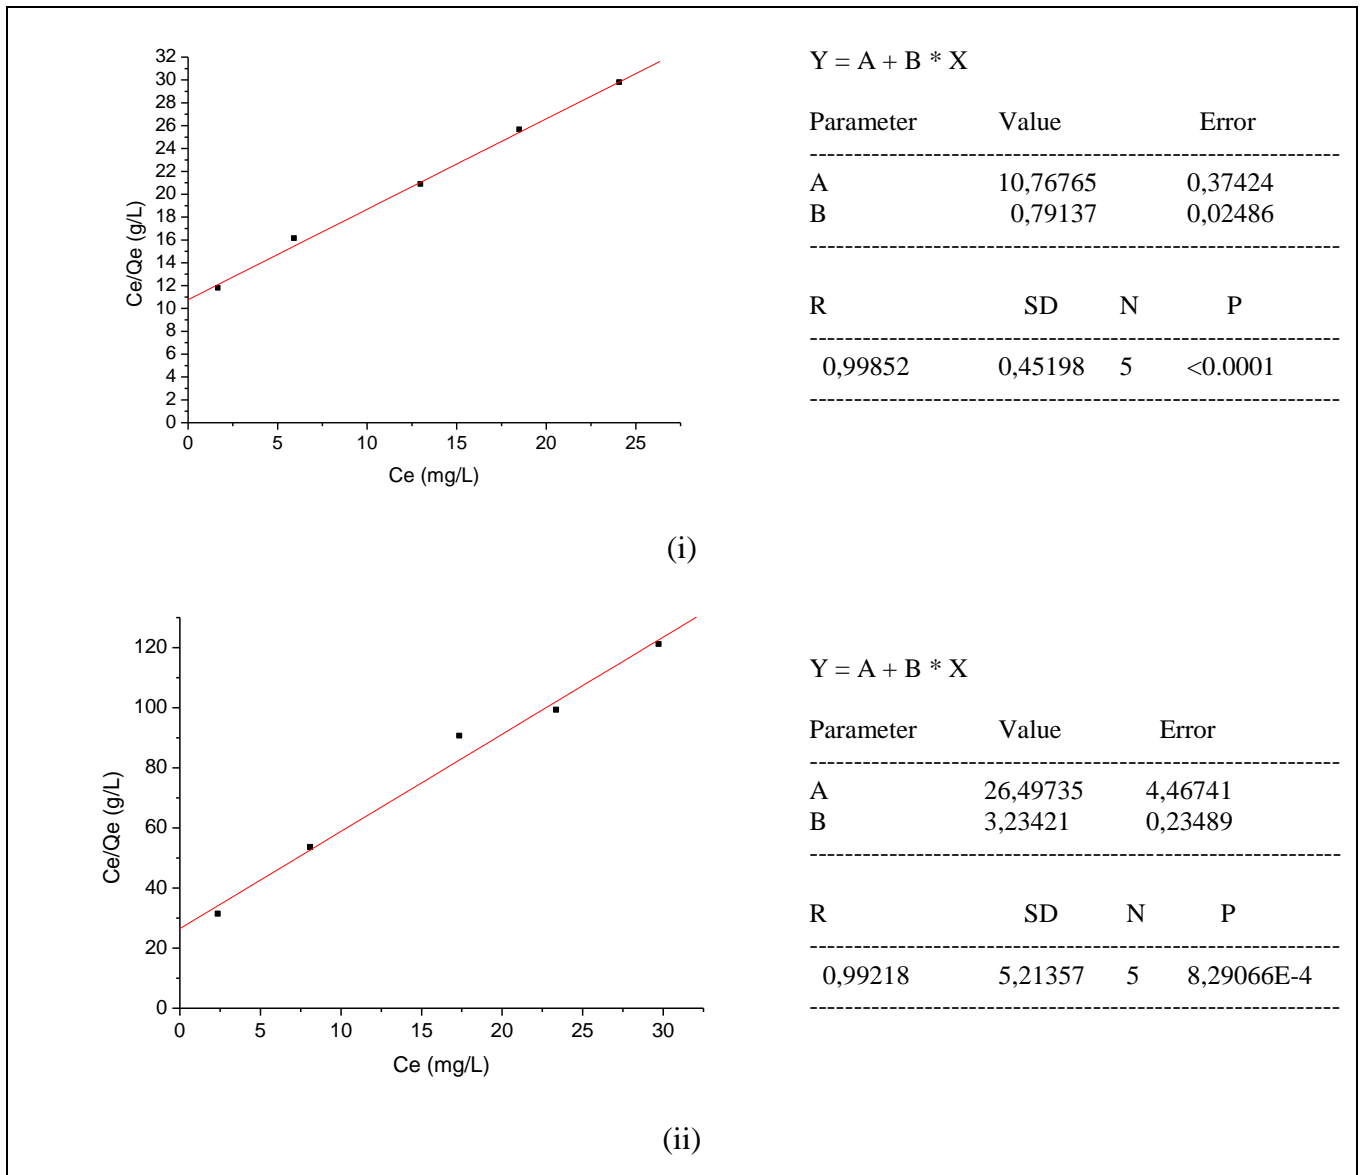 32
30
28
26
24
22
20
18
16
14
12
10
8
6
4
2
0
Ce/Qe (g/L)
0 5 10 15 20 25
Ce (mg/L)
Y = A + B * X
Parameter Value Error
------------------------------------------------------------
A 10,76765 0,37424
B 0,79137 0,02486
------------------------------------------------------------
R SD N P
------------------------------------------------------------
0,99852 0,45198 5 <0.0001
------------------------------------------------------------
(i)
120
100
80
60
40
20
0
Ce/Qe (g/L)
0 5 10 15 20 25 30
Ce (mg/L)
Y = A + B * X
Parameter Value Error
------------------------------------------------------------
A 26,49735 4,46741
B 3,23421 0,23489
------------------------------------------------------------
R SD N P
------------------------------------------------------------
0,99218 5,21357 5 8,29066E-4
------------------------------------------------------------
(ii)